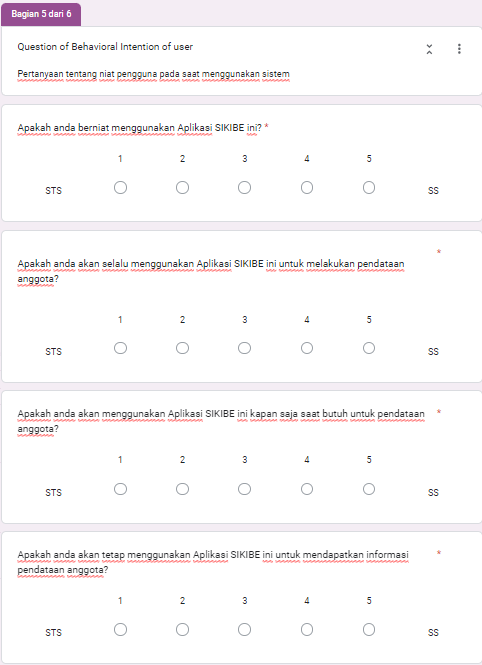 Bagian 5 dari 6
Question of Behavioral Intention of user
Pertanyaan tentang niat pengguna pada saat menggunakan sistem
Apakah anda berniat menggunakan Aplikasi SIKIBE ini? *
1 2 3 4 5
STS SS
*
Apakah anda akan selalu menggunakan Aplikasi SIKIBE ini untuk melakukan pendataan
anggota?
1 2 3 4 5
STS SS
Apakah anda akan menggunakan Aplikasi SIKIBE ini kapan saja saat butuh untuk pendataan *
anggota?
1 2 3 4 5
STS SS
Apakah anda akan tetap menggunakan Aplikasi SIKIBE ini untuk mendapatkan informasi *
pendataan anggota?
1 2 3 4 5
STS SS